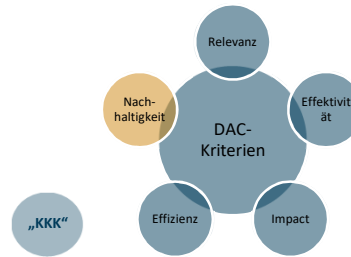 Relevanz
Nach-
haltigkeit
Effektivit
ät
DAC-
Kriterien
Effizienz
Impact
„KKK“